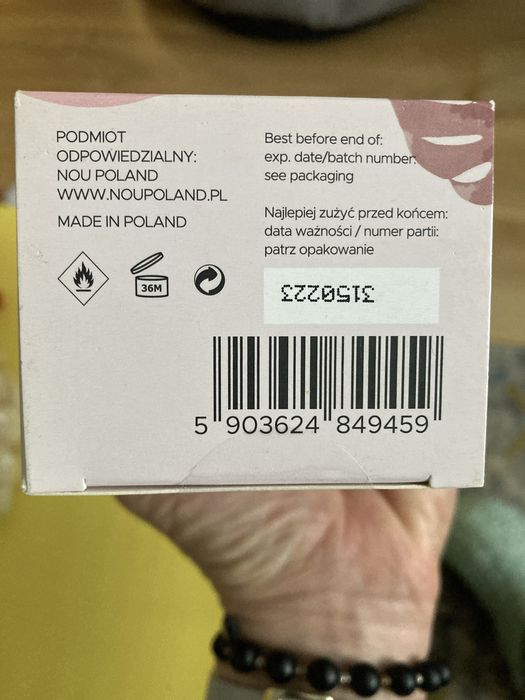 PODMIOT
ODPOWIEDZIALNY:
NOU POLAND
WWW.NOUPOLAND.PL
MADE IN POLAND
36M
Best before end of:
exp. date/batch number:
see packaging
Najlepiej zużyć przed końcem:
data ważności / numer partii:
patrz opakowanie
3150223
5 903624 849459